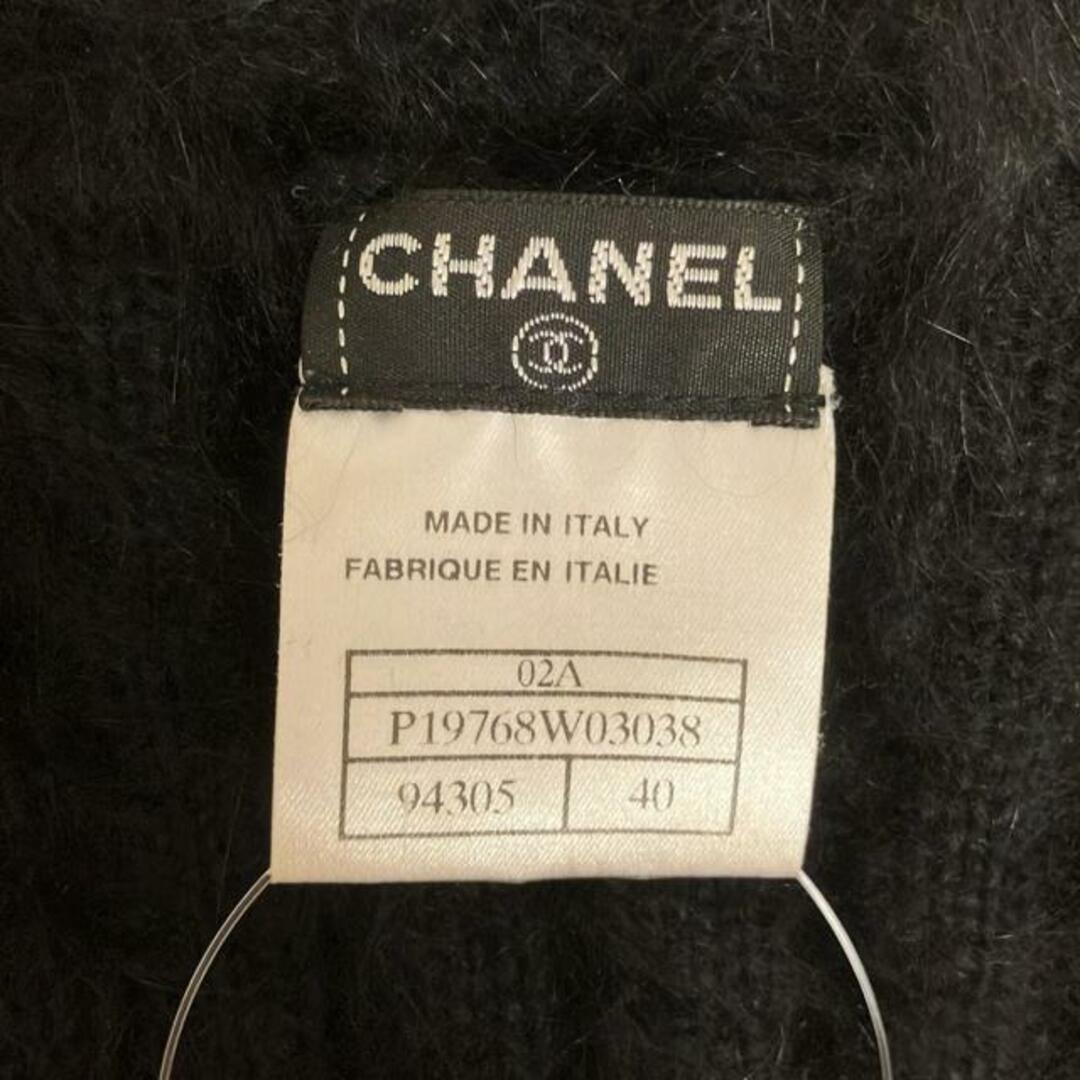 CHANEL
MADE IN ITALY
FABRIQUE EN ITALIE
02A
P19768W03038
94305 40